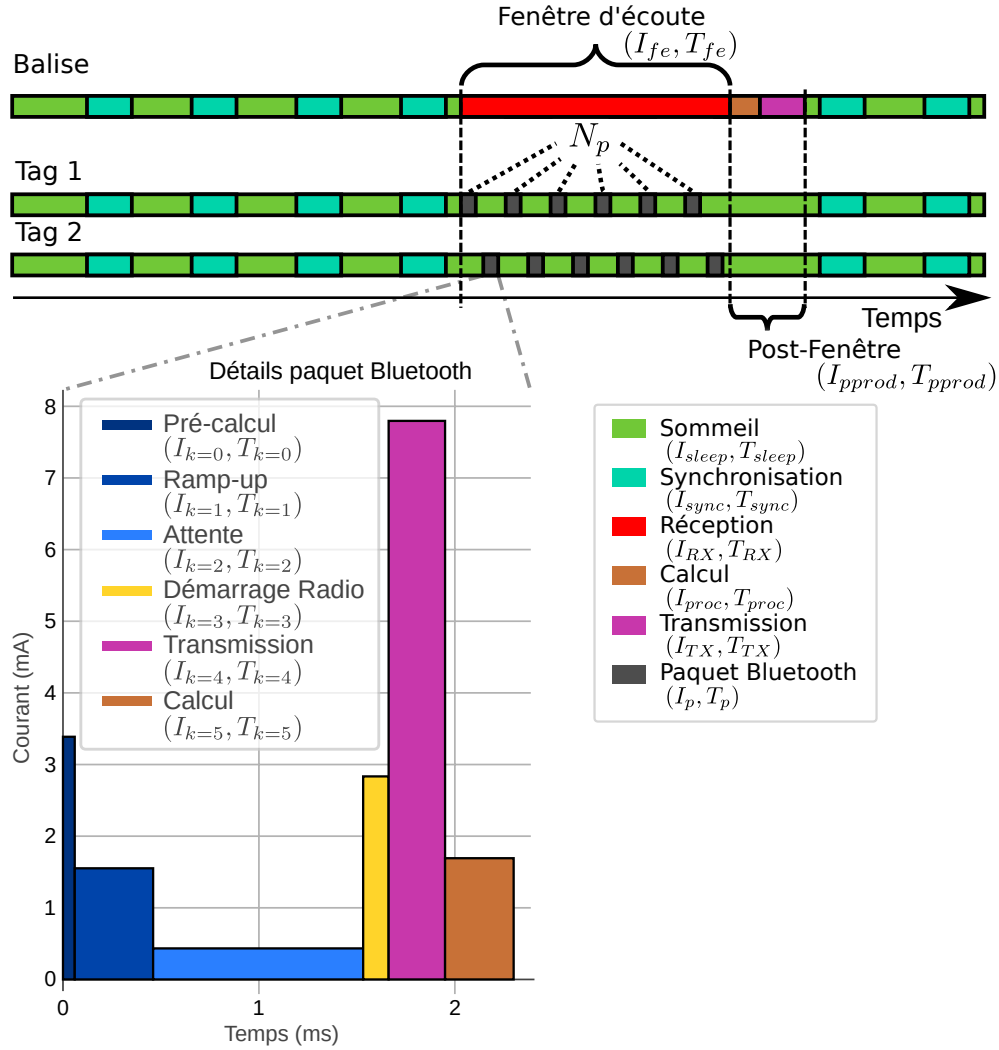 Fenêtre d'écoute
(I_{fe}, T_{fe})
Balise
N_p
Tag 1
Tag 2
Temps
Post-Fenêtre
(I_{pprod}, T_{pprod})
Détails paquet Bluetooth
8
7
6
5
4
3
2
1
0
Courant (mA)
Pré-calcul
(I_{k=0}, T_{k=0})
Ramp-up
(I_{k=1}, T_{k=1})
Attente
(I_{k=2}, T_{k=2})
Démarrage Radio
(I_{k=3}, T_{k=3})
Transmission
(I_{k=4}, T_{k=4})
Calcul
(I_{k=5}, T_{k=5})
0 1 2
Temps (ms)
Sommeil
(I_{sleep}, T_{sleep})
Synchronisation
(I_{sync}, T_{sync})
Réception
(I_{RX}, T_{RX})
Calcul
(I_{proc}, T_{proc})
Transmission
(I_{TX}, T_{TX})
Paquet Bluetooth
(I_p, T_p)